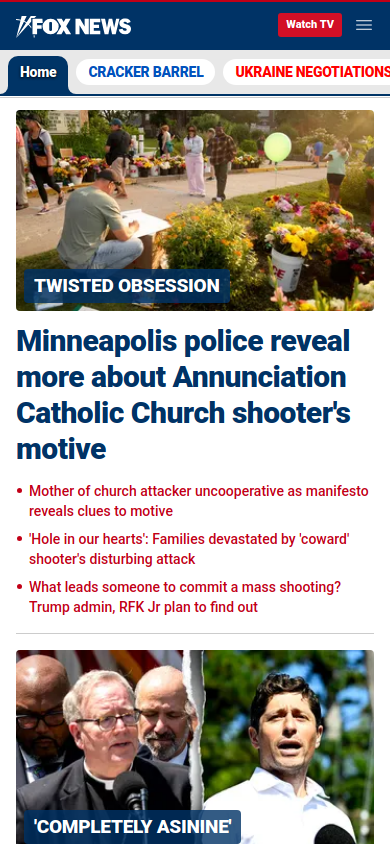 FOX NEWS
Watch TV
Home
CRACKER BARREL
UKRAINE NEGOTIATIONS
TWISTED OBSESSION
Minneapolis police reveal
more about Annunciation
Catholic Church shooter's
motive
Mother of church attacker uncooperative as manifesto
reveals clues to motive
'Hole in our hearts': Families devastated by 'coward'
shooter's disturbing attack
What leads someone to commit a mass shooting?
Trump admin, RFK Jr plan to find out
'COMPLETELY ASININE'